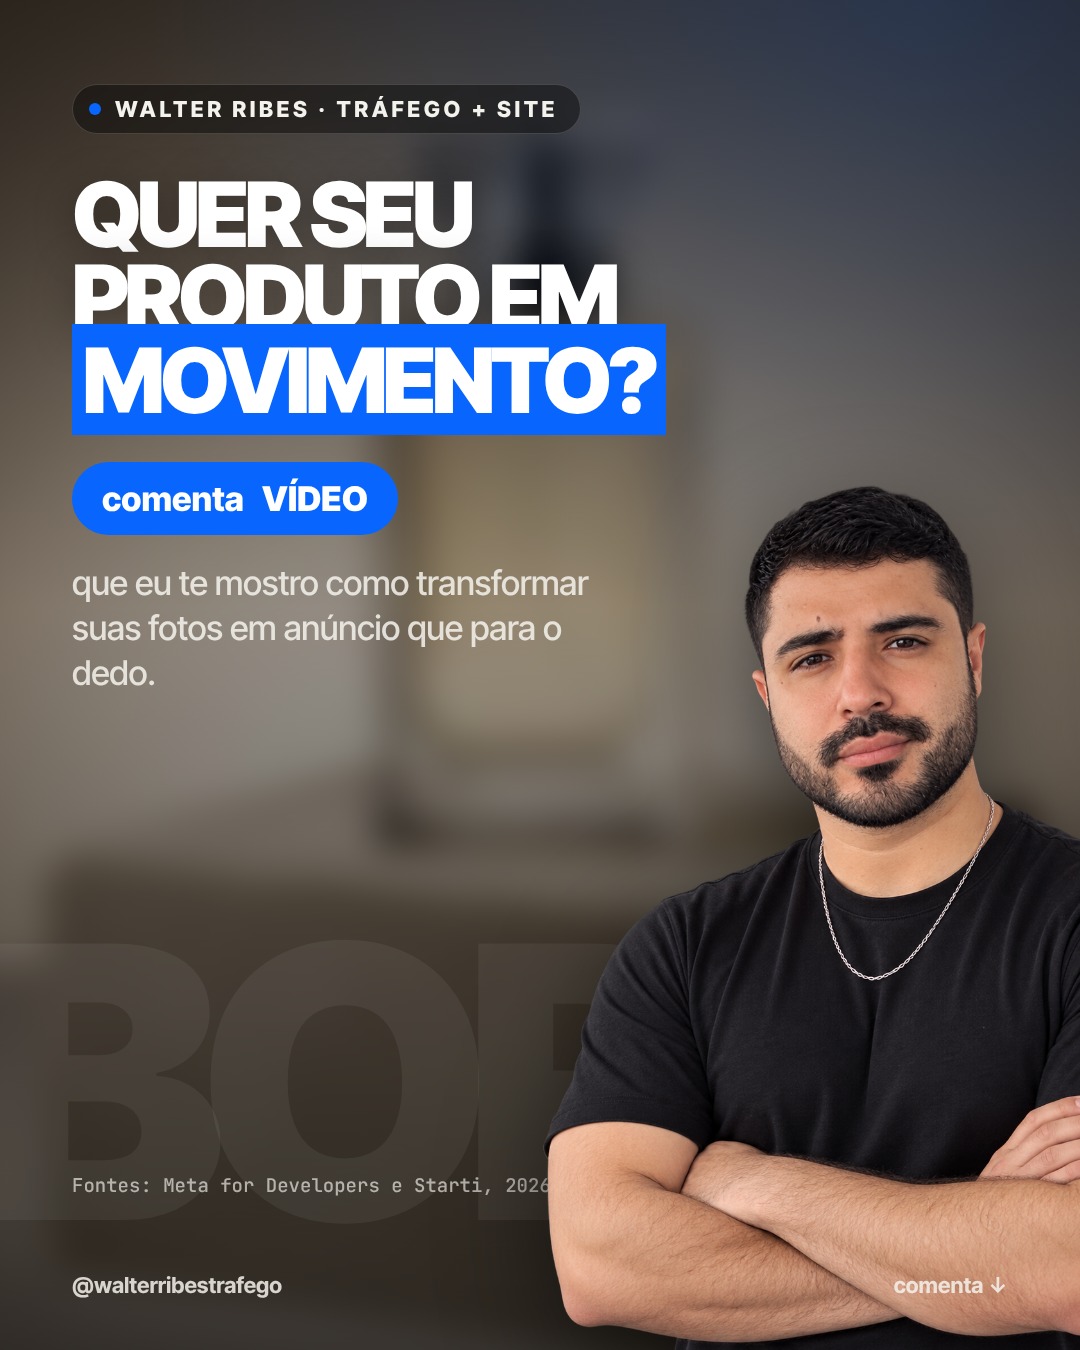 WALTER RIBES · TRÁFEGO + SITE
QUER SEU
PRODUTO EM
MOVIMENTO?
comenta VÍDEO
que eu te mostro como transformar
suas fotos em anúncio que para o
dedo.
Fontes: Meta for Developers e Starti, 2026
@walterribestrafego
comenta ↓